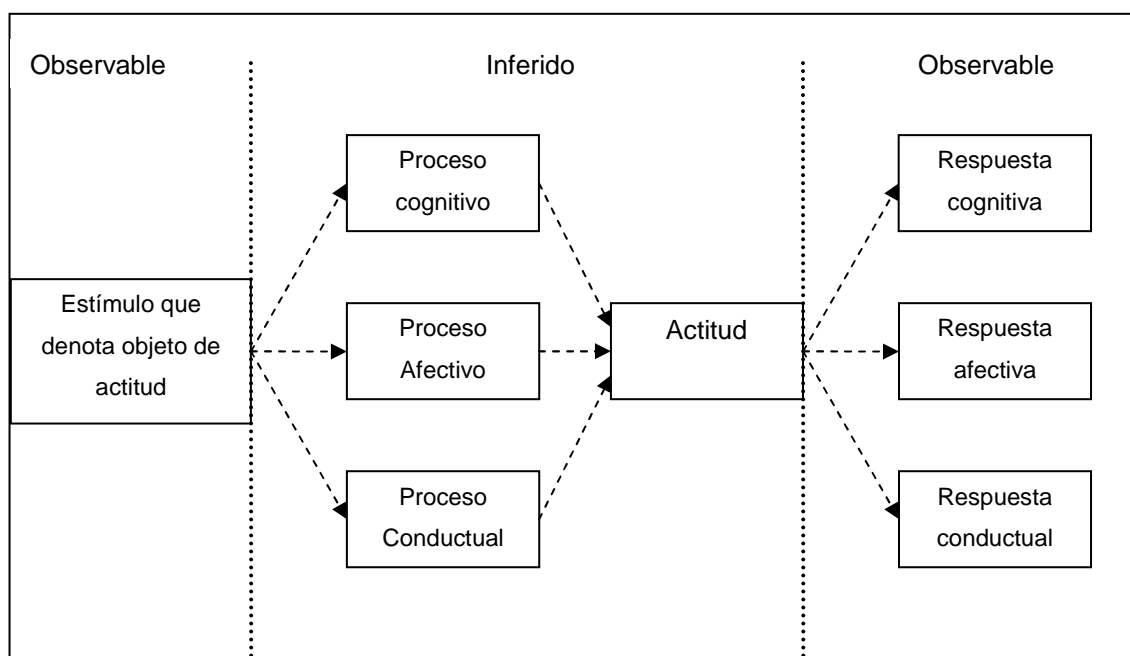 Observable
Inferido
Observable
Proceso
cognitivo
Respuesta
cognitiva
Estímulo que
denota objeto de
actitud
Proceso
Afectivo
Actitud
Respuesta
afectiva
Proceso
Conductual
Respuesta
conductual